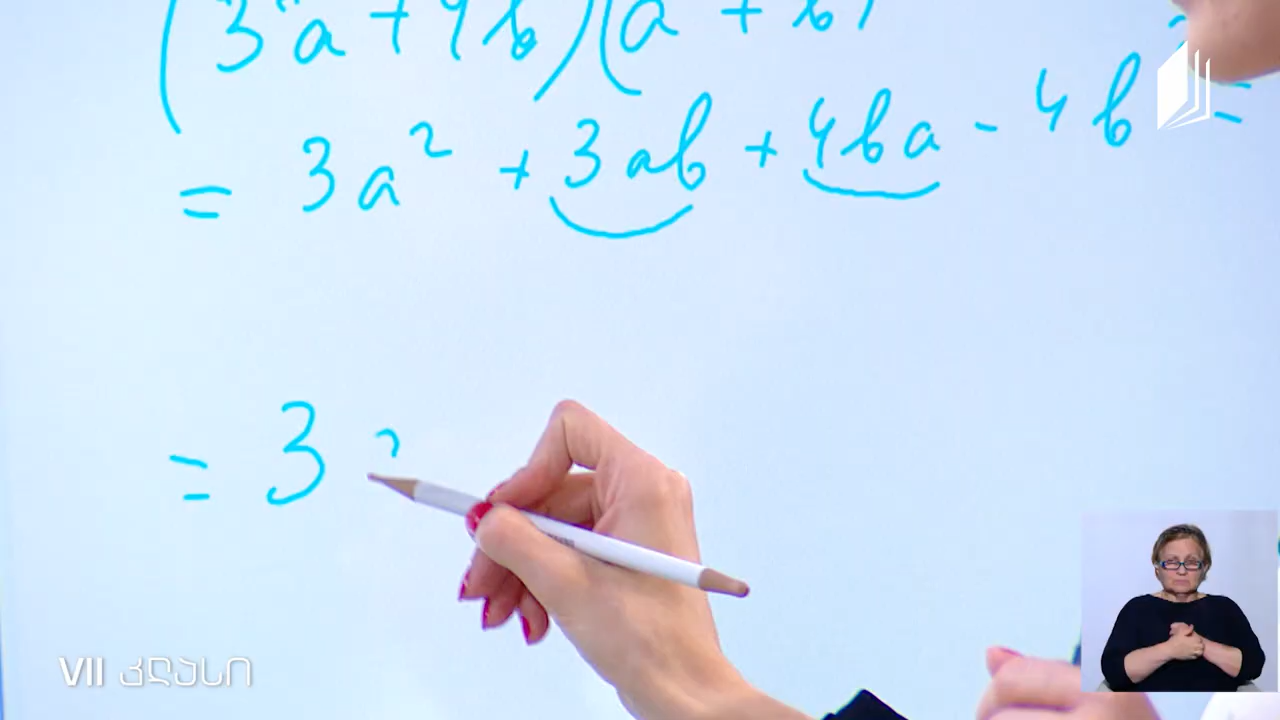 (3a + 4b)(a + b)
= 3a² + 3ab + 4ba - 4b =
= 3
VII კლასი